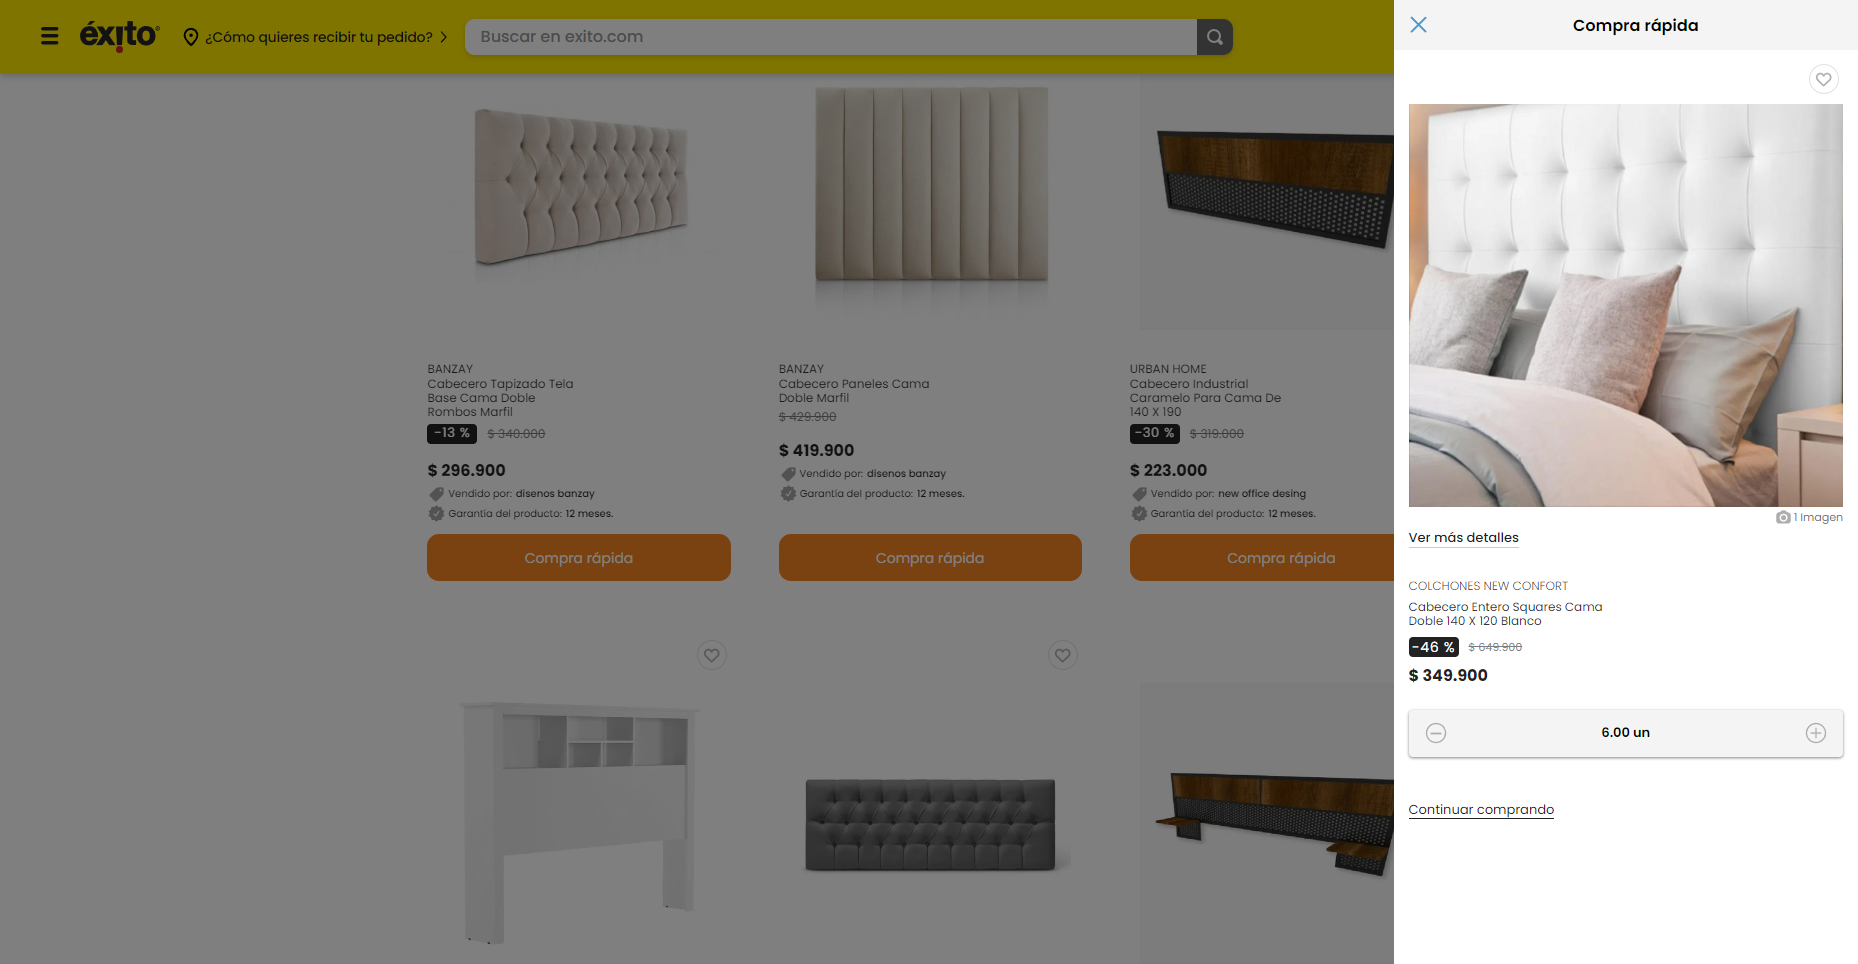 éxito
¿Cómo quieres recibir tu pedido?
Buscar en exito.com
BANZAY
Cabecero Tapizado Tela
Base Cama Doble
Rombos Marfil
-13 % $ 340.000
$ 296.900
Vendido por: disenos banzay
Garantía del producto: 12 meses.
Compra rápida
BANZAY
Cabecero Paneles Cama
Doble Marfil
$ 429.900
$ 419.900
Vendido por: disenos banzay
Garantía del producto: 12 meses.
Compra rápida
URBAN HOME
Cabecero Industrial
Caramelo Para Cama De
140 X 190
-30 % $ 319.000
$ 223.000
Vendido por: new office desing
Garantía del producto: 12 meses.
Compra rápida
Compra rápida
1 Imagen
Ver más detalles
COLCHONES NEW CONFORT
Cabecero Entero Squares Cama
Doble 140 X 120 Blanco
-46 % $ 649.900
$ 349.900
6.00 un
Continuar comprando